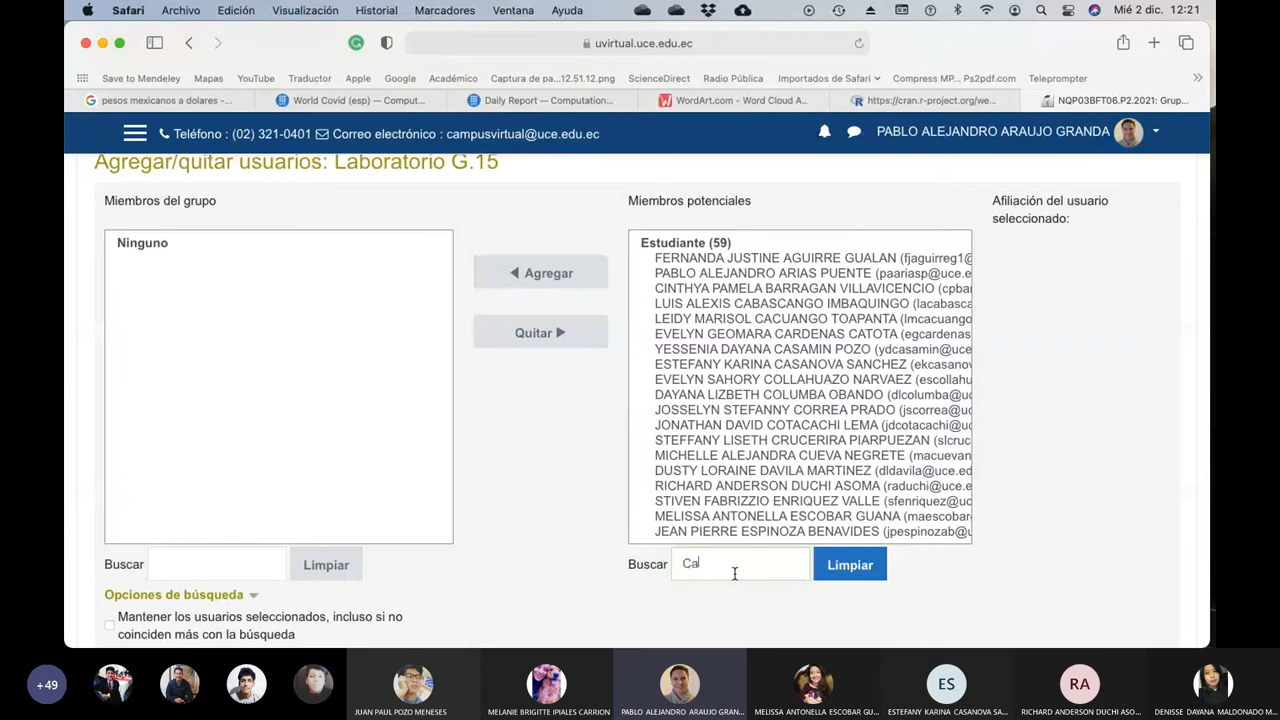 Safari Archivo Edición Visualización Historial Marcadores Ventana Ayuda Mié 2 dic. 12:21
uvirtual.uce.edu.ec
Save to Mendeley Mapas YouTube Traductor Apple Google Académico Captura de pa...12.51.12.png ScienceDirect Radio Pública Importados de Safari Compress.MP... Ps2pdf.com Teleprompter
pesos mexicanos a dolares -... World Covid (esp) — Comput... Daily Report — Computation... WordArt.com - Word Cloud A... https://cran.r-project.org/we... NQP03BFT06.P2.2021: Grup...
Teléfono : (02) 321-0401 Correo electrónico : campusvirtual@uce.edu.ec PABLO ALEJANDRO ARAUJO GRANDA
Agregar/quitar usuarios: Laboratorio G.15
Miembros del grupo
Miembros potenciales
Afiliación del usuario
seleccionado:
Ninguno
Agregar
Quitar
Estudiante (59)
FERNANDA JUSTINE AGUIRRE GUALAN (fjaguirreg1@
PABLO ALEJANDRO ARIAS PUENTE (paariasp@uce.e
CINTHYA PAMELA BARRAGAN VILLAVICENCIO (cpbar
LUIS ALEXIS CABASCANGO IMBAQUINGO (lacabasca
LEIDY MARISOL CACUANGO TOAPANTA (lmcacuango
EVELYN GEOMARA CARDENAS CATOTA (egcardenas
YESSENIA DAYANA CASAMIN POZO (ydcasamin@uce
ESTEFANY KARINA CASANOVA SANCHEZ (ekcasanov
EVELYN SAHORY COLLAHUAZO NARVAEZ (escollahu
DAYANA LIZBETH COLUMBA OBANDO (dlcolumba@uc
JOSSELYN STEFANNY CORREA PRADO (jscorrea@uc
JONATHAN DAVID COTACACHI LEMA (jdcotacachi@uc
STEFFANY LISETH CRUCERIRA PIARPUEZAN (slcruc
MICHELLE ALEJANDRA CUEVA NEGRETE (macuevan
DUSTY LORAINE DAVILA MARTINEZ (dldavila@uce.ed
RICHARD ANDERSON DUCHI ASOMA (raduchi@uce.e
STIVEN FABRIZZIO ENRIQUEZ VALLE (sfenriquez@uc
MELISSA ANTONELLA ESCOBAR GUANA (maescobar
JEAN PIERRE ESPINOZA BENAVIDES (jpespinozab@u
Buscar Limpiar
Buscar Cal Limpiar
Opciones de búsqueda
Mantener los usuarios seleccionados, incluso si no
coinciden más con la búsqueda
+49 ES RA
JUAN PAUL POZO MENESES MELANIE BRIGITTE IPIALES CARRION PABLO ALEJANDRO ARAUJO GRAN... MELISSA ANTONELLA ESCOBAR GU... ESTEFANY KARINA CASANOVA SA... RICHARD ANDERSON DUCHI ASO... DENISSE DAYANA MALDONADO M...